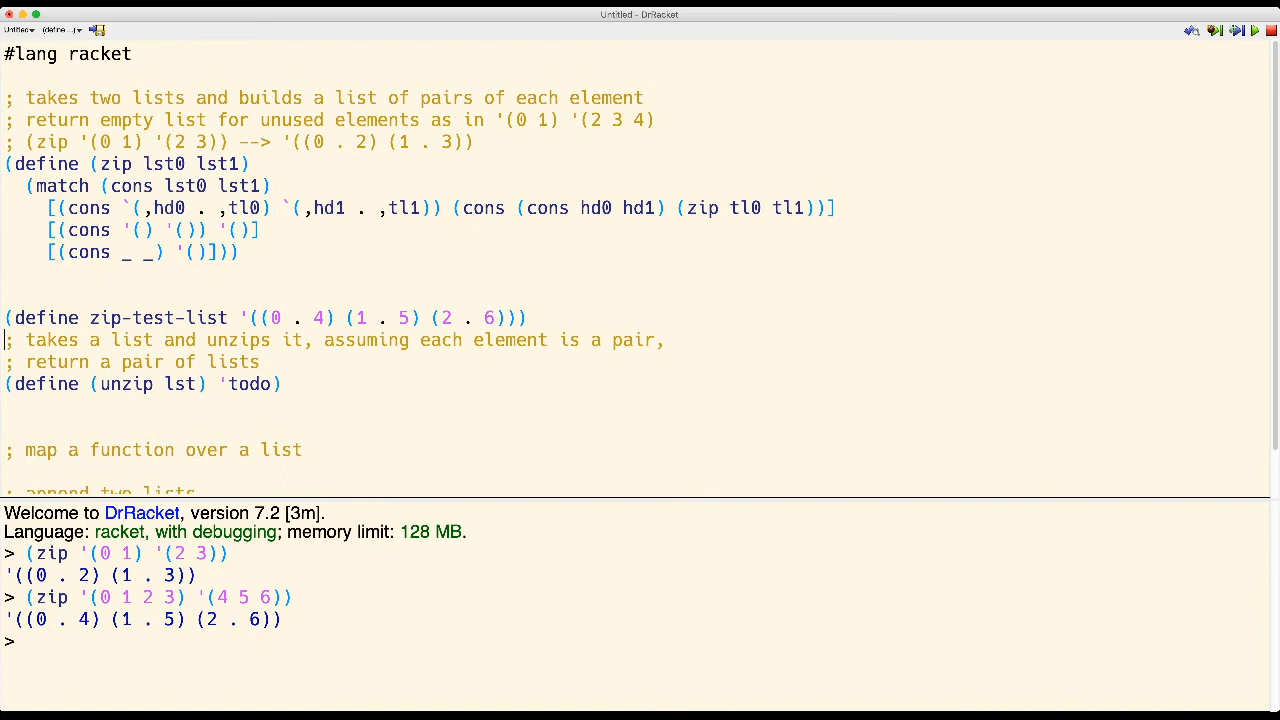 Untitled - DrRacket
Untitled▾ (define ...)▾
#lang racket
; takes two lists and builds a list of pairs of each element
; return empty list for unused elements as in '(0 1) '(2 3 4)
; (zip '(0 1) '(2 3)) --> '((0 . 2) (1 . 3))
(define (zip lst0 lst1)
  (match (cons lst0 lst1)
    [(cons `(,hd0 . ,tl0) `(,hd1 . ,tl1)) (cons (cons hd0 hd1) (zip tl0 tl1))]
    [(cons '() '()) '()]
    [(cons _ _) '()]))
(define zip-test-list '((0 . 4) (1 . 5) (2 . 6)))
; takes a list and unzips it, assuming each element is a pair,
; return a pair of lists
(define (unzip lst) 'todo)
; map a function over a list
; append two lists
Welcome to DrRacket, version 7.2 [3m].
Language: racket, with debugging; memory limit: 128 MB.
> (zip '(0 1) '(2 3))
'((0 . 2) (1 . 3))
> (zip '(0 1 2 3) '(4 5 6))
'((0 . 4) (1 . 5) (2 . 6))
>